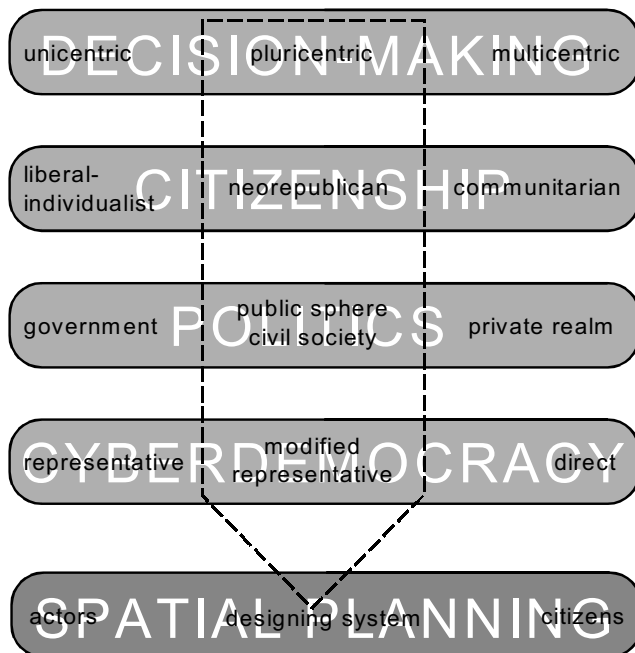 DECISION-MAKING
unicentric pluricentric multicentric
CITIZENSHIP
liberal-
individualist neorepublican communitarian
POLITICS
government public sphere
civil society private realm
CYBERDEMOCRACY
representative modified
representative direct
SPATIAL PLANNING
actors designing system citizens